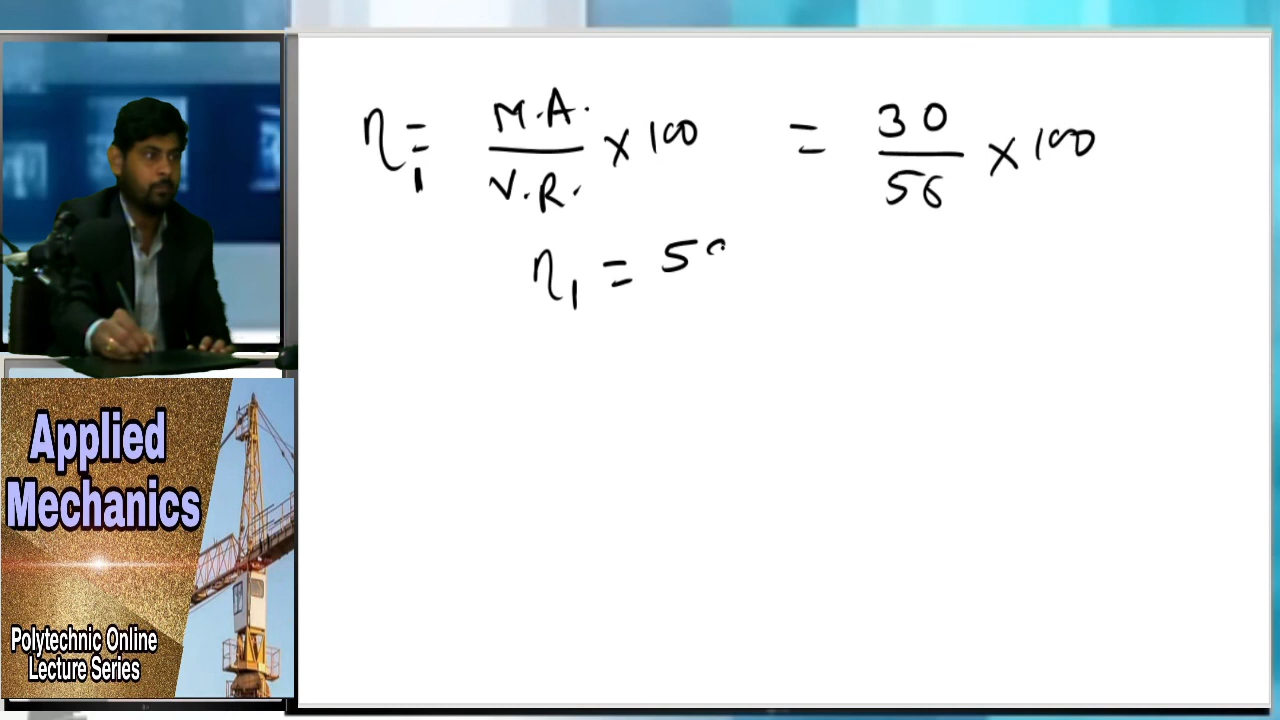 η₁ = M.A. / V.R. × 100 = 30 / 56 × 100
η₁ = 5
Applied
Mechanics
Polytechnic Online
Lecture Series